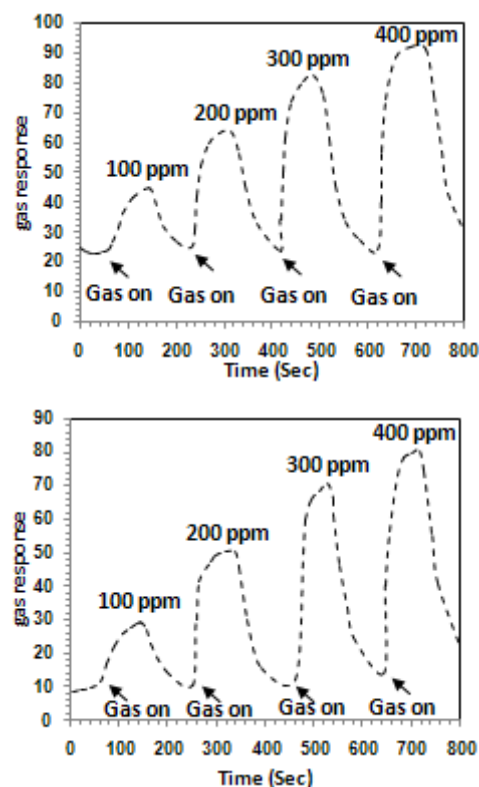 100
90
80
70
60
50
40
30
20
10
0
gas response
100 ppm
200 ppm
300 ppm
400 ppm
Gas on
Gas on
Gas on
Gas on
0 100 200 300 400 500 600 700 800
Time (Sec)
90
80
70
60
50
40
30
20
10
0
gas response
100 ppm
200 ppm
300 ppm
400 ppm
Gas on
Gas on
Gas on
Gas on
0 100 200 300 400 500 600 700 800
Time (Sec)